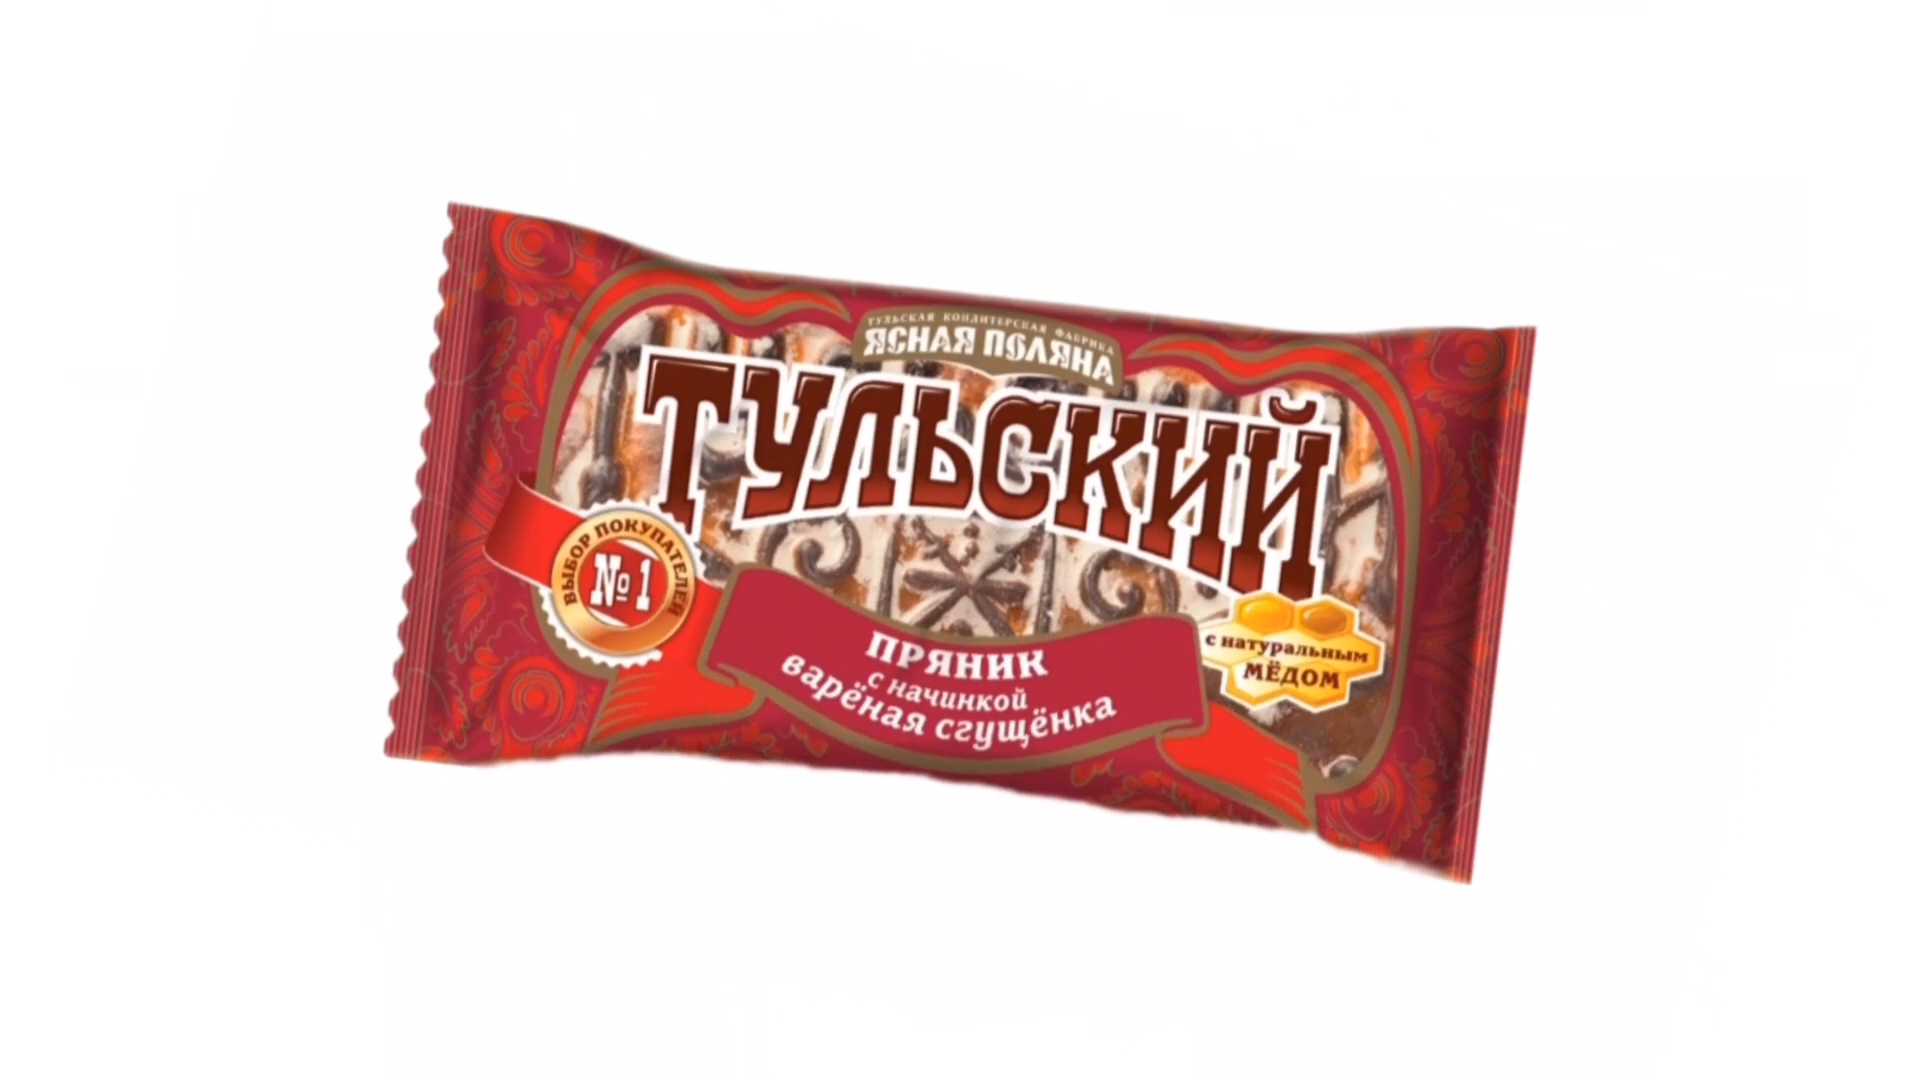 ТУЛЬСКАЯ КОНДИТЕРСКАЯ ФАБРИКА
ЯСНАЯ ПОЛЯНА
ТУЛЬСКИЙ
ВЫБОР ПОКУПАТЕЛЕЙ
№1
ПРЯНИК
с начинкой
варёная сгущёнка
с натуральным
МЁДОМ